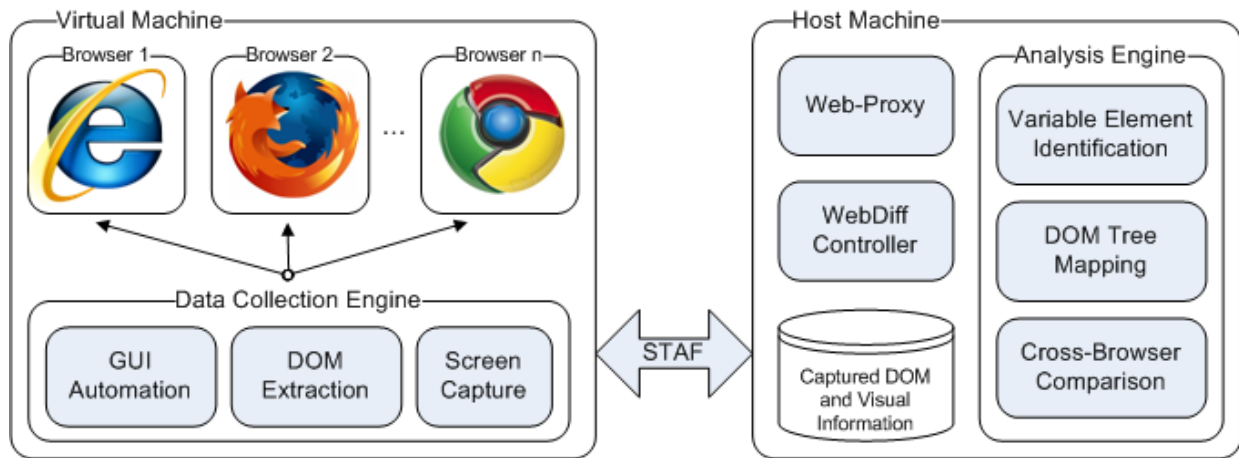 Virtual Machine
Browser 1
Browser 2
...
Browser n
Data Collection Engine
GUI
Automation
DOM
Extraction
Screen
Capture
STAF
Host Machine
Web-Proxy
WebDiff
Controller
Captured DOM
and Visual
Information
Analysis Engine
Variable Element
Identification
DOM Tree
Mapping
Cross-Browser
Comparison